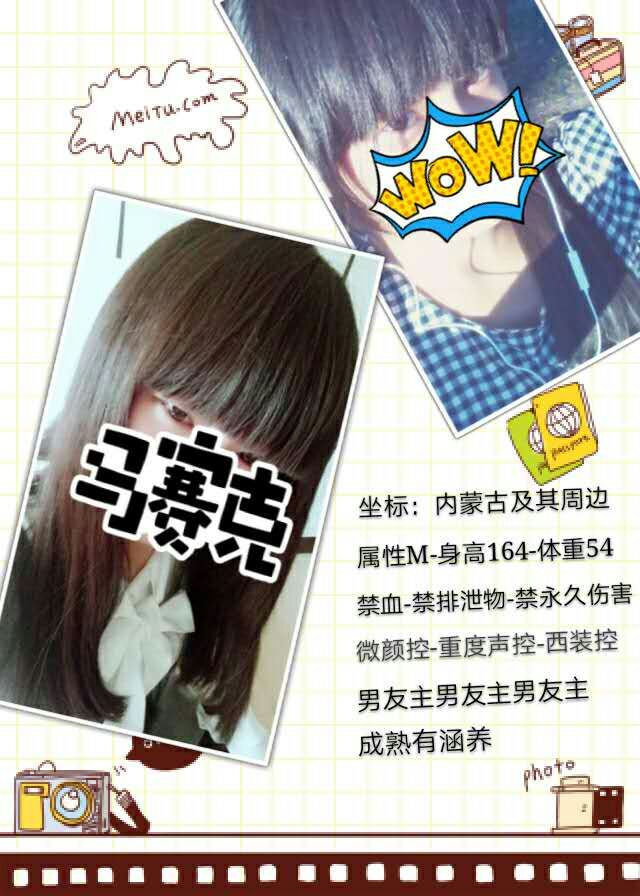 MeiTu.com
WOW!
马赛克
passport
坐标：内蒙古及其周边
属性M-身高164-体重54
禁血-禁排泄物-禁永久伤害
微颜控-重度声控-西装控
男友主男友主男友主
成熟有涵养
photo